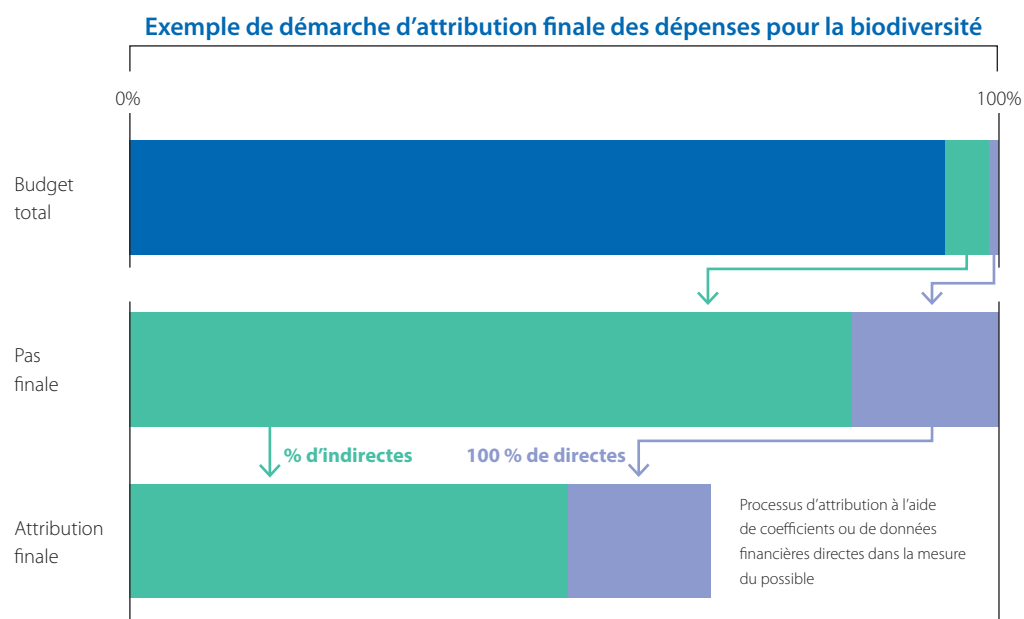 Exemple de démarche d’attribution finale des dépenses pour la biodiversité
0%
100%
Budget
total
Pas
finale
% d’indirectes
100 % de directes
Attribution
finale
Processus d’attribution à l’aide
de coefficients ou de données
financières directes dans la mesure
du possible